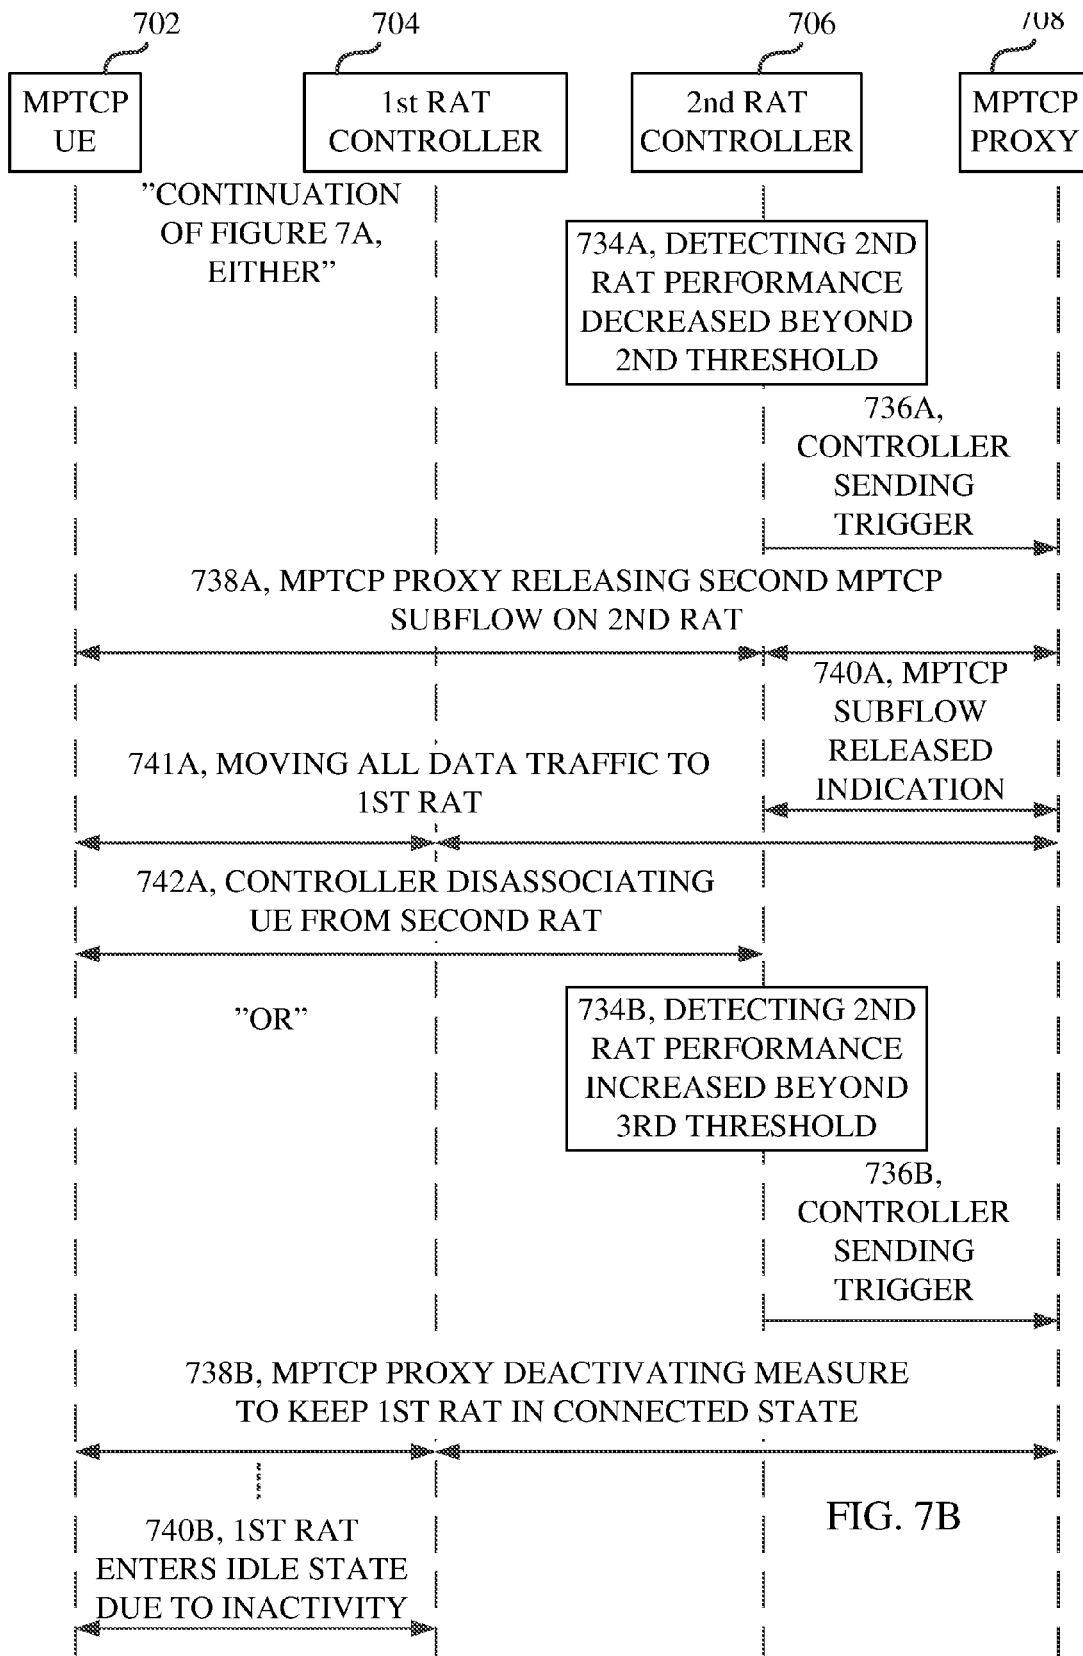 702
704
706
708
MPTCP
UE
1st RAT
CONTROLLER
2nd RAT
CONTROLLER
MPTCP
PROXY
”CONTINUATION
OF FIGURE 7A,
EITHER”
734A, DETECTING 2ND
RAT PERFORMANCE
DECREASED BEYOND
2ND THRESHOLD
736A,
CONTROLLER
SENDING
TRIGGER
738A, MPTCP PROXY RELEASING SECOND MPTCP
SUBFLOW ON 2ND RAT
740A, MPTCP
SUBFLOW
RELEASED
INDICATION
741A, MOVING ALL DATA TRAFFIC TO
1ST RAT
742A, CONTROLLER DISASSOCIATING
UE FROM SECOND RAT
”OR”
734B, DETECTING 2ND
RAT PERFORMANCE
INCREASED BEYOND
3RD THRESHOLD
736B,
CONTROLLER
SENDING
TRIGGER
738B, MPTCP PROXY DEACTIVATING MEASURE
TO KEEP 1ST RAT IN CONNECTED STATE
740B, 1ST RAT
ENTERS IDLE STATE
DUE TO INACTIVITY
FIG. 7B